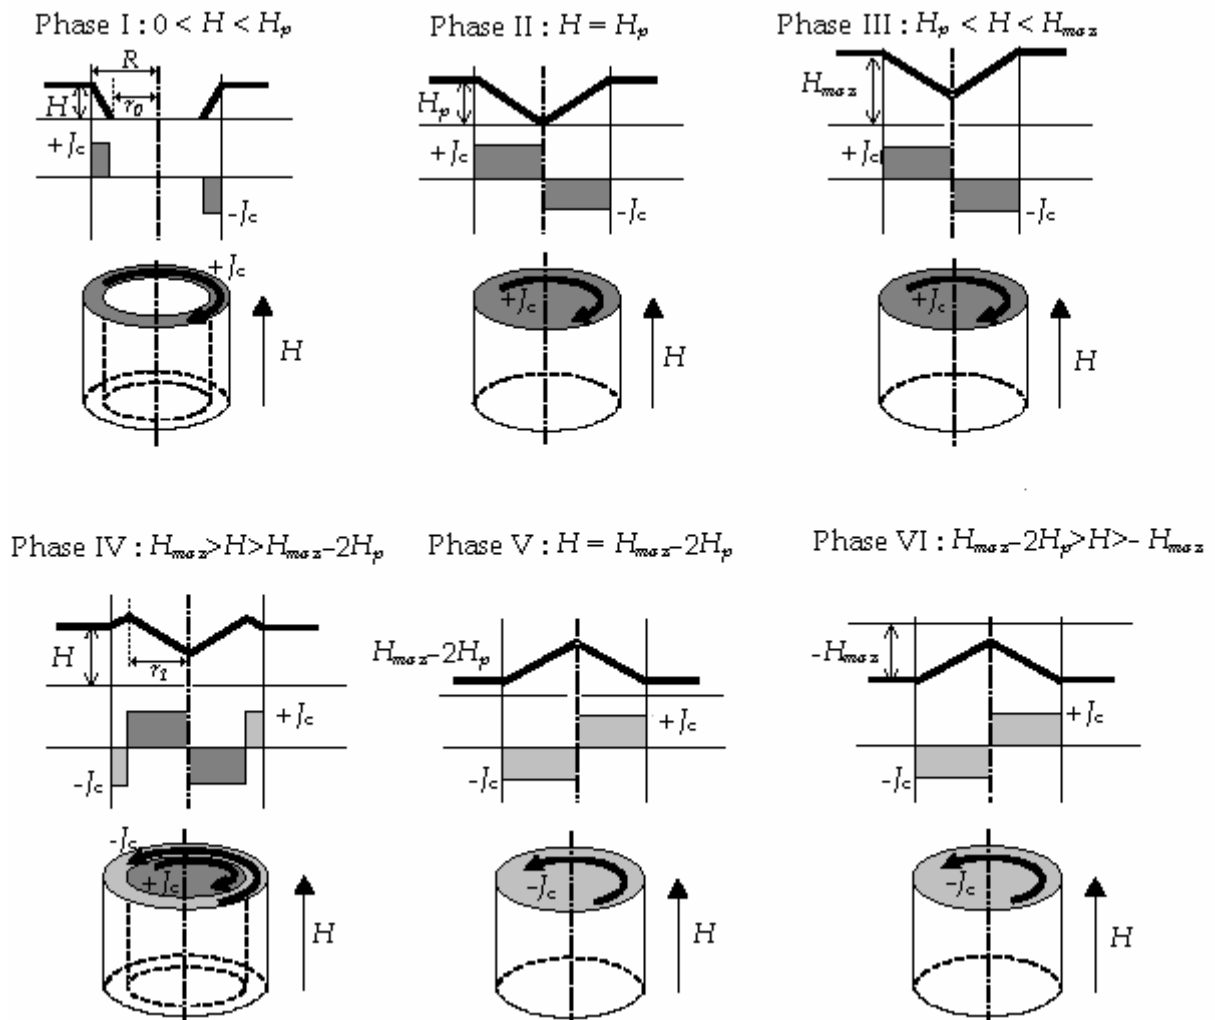 Phase I : 0 < H < Hp
Phase II : H = Hp
Phase III : Hp < H < Hmax
R
r0
H
+Jc
-Jc
+Jc
H
Hp
+Jc
-Jc
+Jc
H
Hmax
+Jc
-Jc
+Jc
H
Phase IV : Hmax>H>Hmax-2Hp
Phase V : H = Hmax-2Hp
Phase VI : Hmax-2Hp>H>- Hmax
H
r1
+Jc
-Jc
-Jc
+Jc
H
Hmax-2Hp
+Jc
-Jc
-Jc
H
-Hmax
+Jc
-Jc
-Jc
H